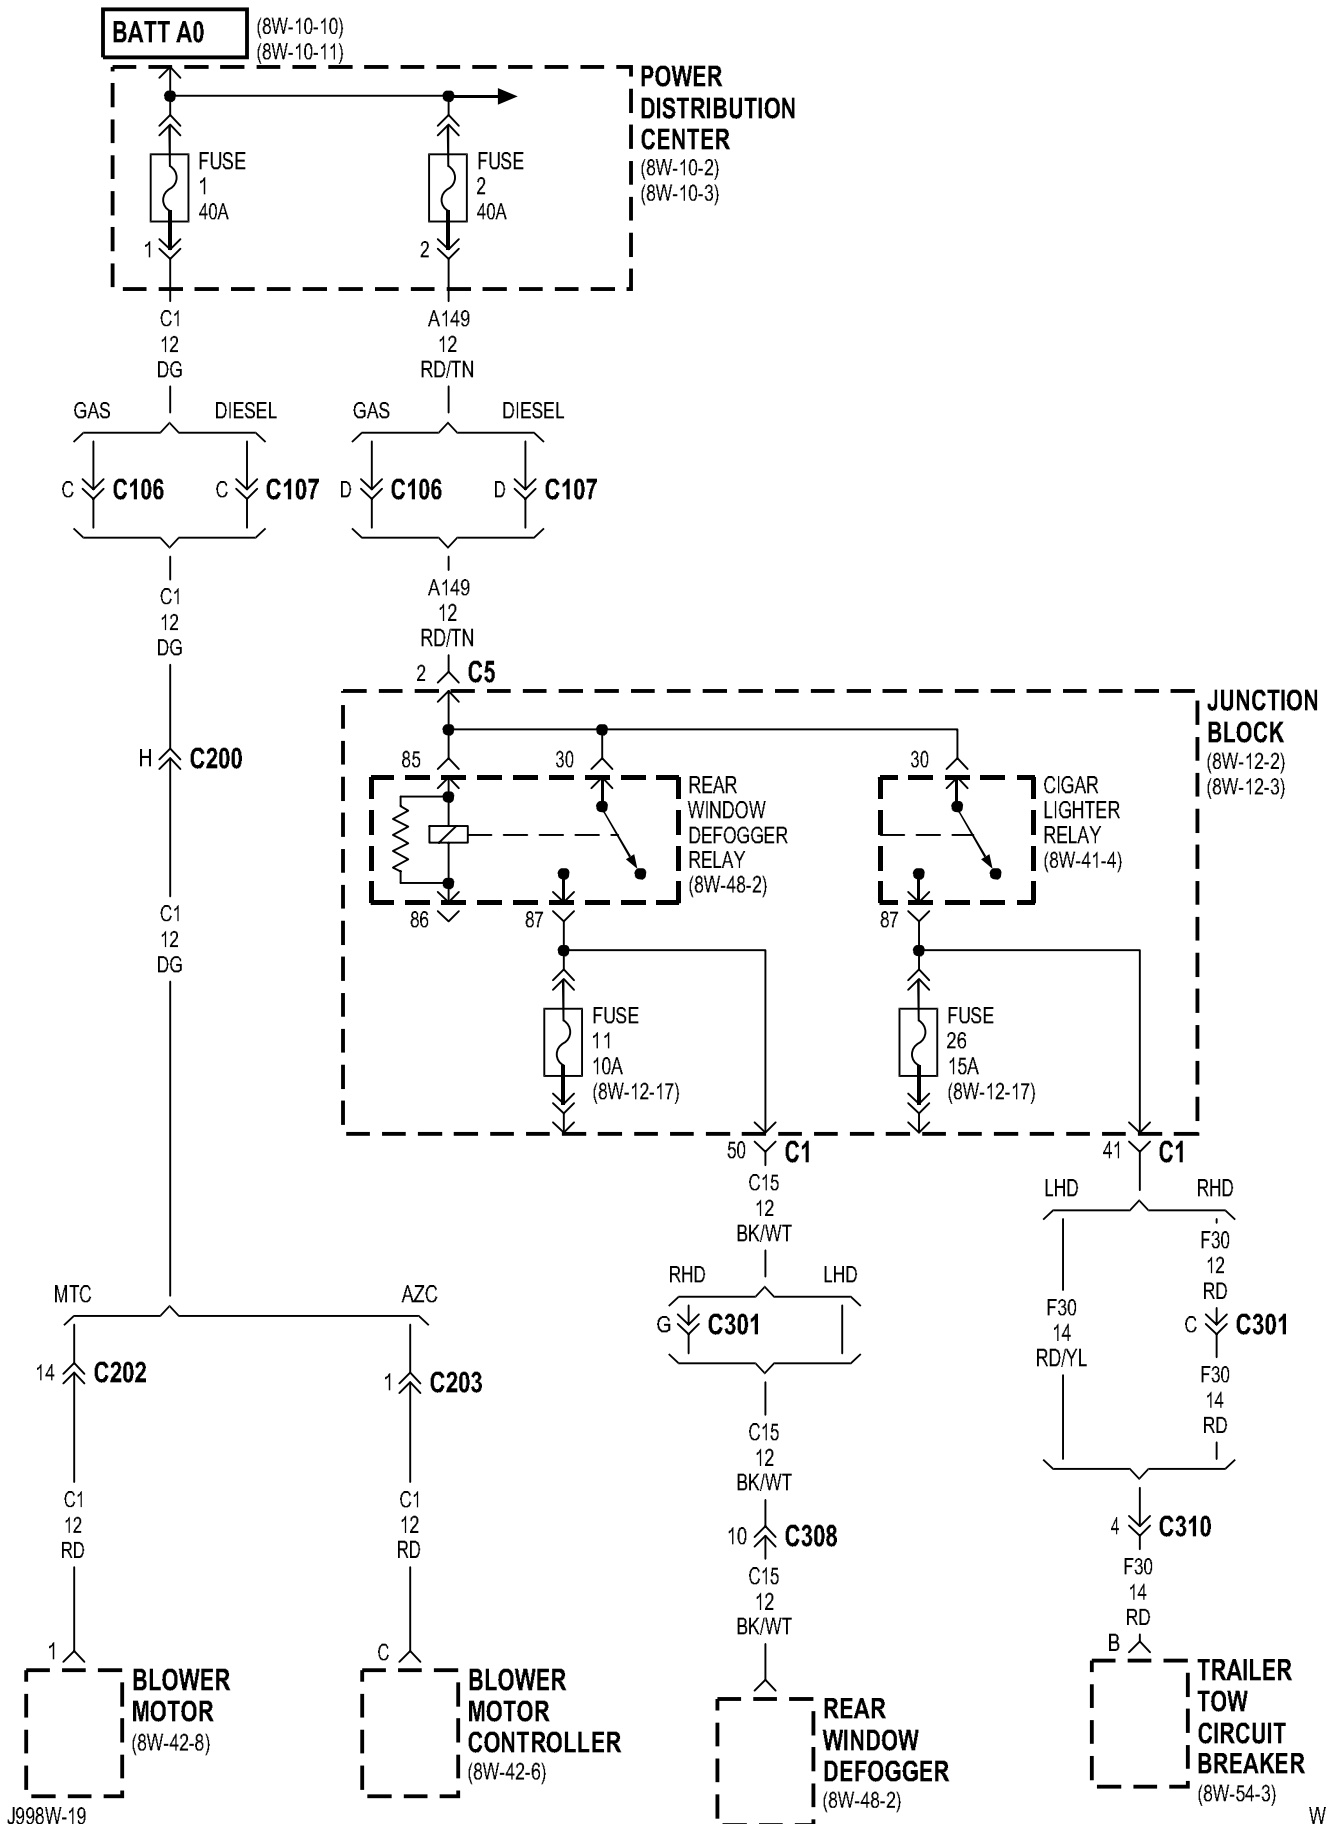 BATT A0
(8W-10-10)
(8W-10-11)
POWER
DISTRIBUTION
CENTER
(8W-10-2)
(8W-10-3)
FUSE
1
40A
FUSE
2
40A
1
2
C1
12
DG
A149
12
RD/TN
GAS
DIESEL
GAS
DIESEL
C
C106
C
C107
D
C106
D
C107
C1
12
DG
A149
12
RD/TN
2
C5
JUNCTION
BLOCK
(8W-12-2)
(8W-12-3)
H
C200
85
30
30
REAR
WINDOW
DEFOGGER
RELAY
(8W-48-2)
CIGAR
LIGHTER
RELAY
(8W-41-4)
86
87
87
C1
12
DG
FUSE
11
10A
(8W-12-17)
FUSE
26
15A
(8W-12-17)
50
C1
41
C1
C15
12
BK/WT
LHD
RHD
F30
12
RD
RHD
LHD
MTC
AZC
G
C301
F30
14
RD/YL
C
C301
14
C202
1
C203
F30
14
RD
C15
12
BK/WT
C1
12
RD
C1
12
RD
10
C308
4
C310
C15
12
BK/WT
F30
14
RD
1
BLOWER
MOTOR
(8W-42-8)
C
BLOWER
MOTOR
CONTROLLER
(8W-42-6)
REAR
WINDOW
DEFOGGER
(8W-48-2)
B
TRAILER
TOW
CIRCUIT
BREAKER
(8W-54-3)
J998W-19
W